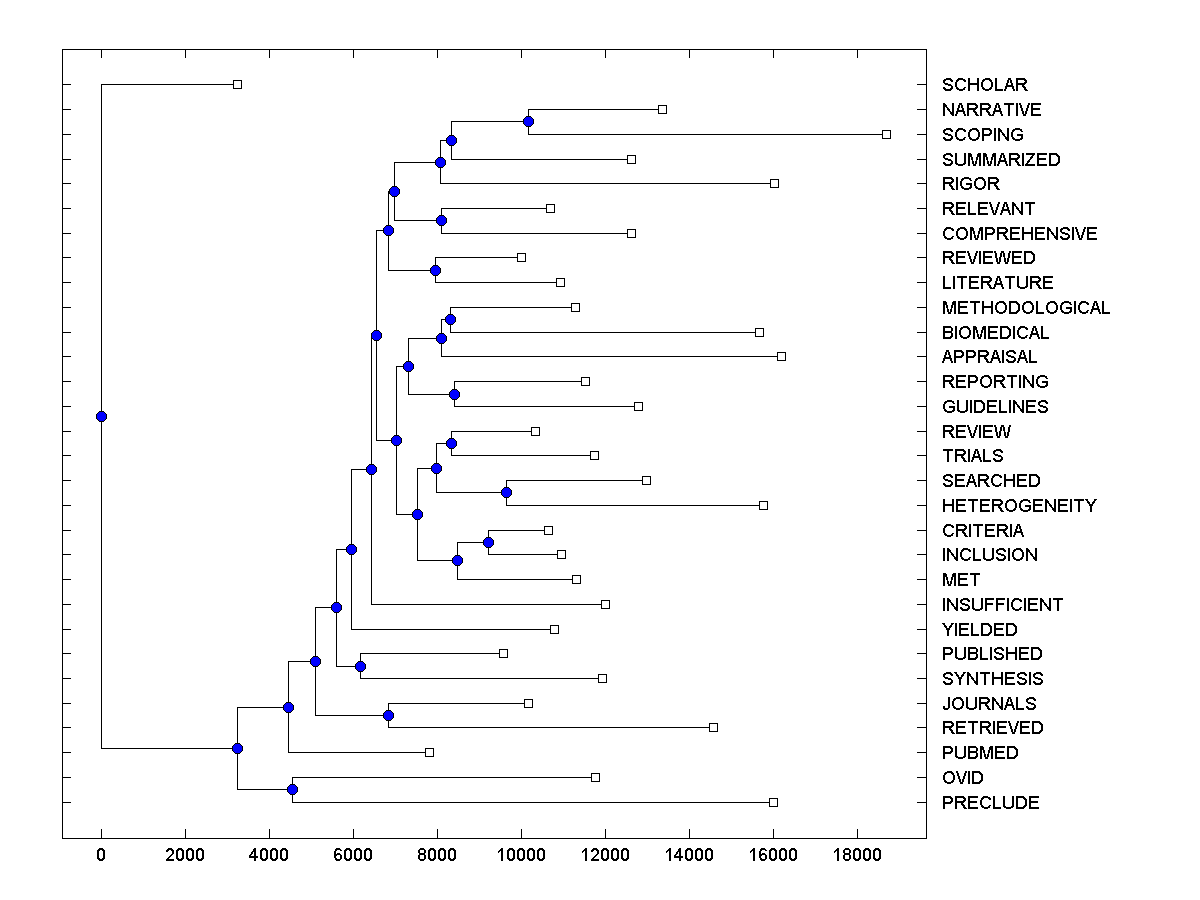 SCHOLAR
NARRATIVE
SCOPING
SUMMARIZED
RIGOR
RELEVANT
COMPREHENSIVE
REVIEWED
LITERATURE
METHODOLOGICAL
BIOMEDICAL
APPRAISAL
REPORTING
GUIDELINES
REVIEW
TRIALS
SEARCHED
HETEROGENEITY
CRITERIA
INCLUSION
MET
INSUFFICIENT
YIELDED
PUBLISHED
SYNTHESIS
JOURNALS
RETRIEVED
PUBMED
OVID
PRECLUDE
0 2000 4000 6000 8000 10000 12000 14000 16000 18000